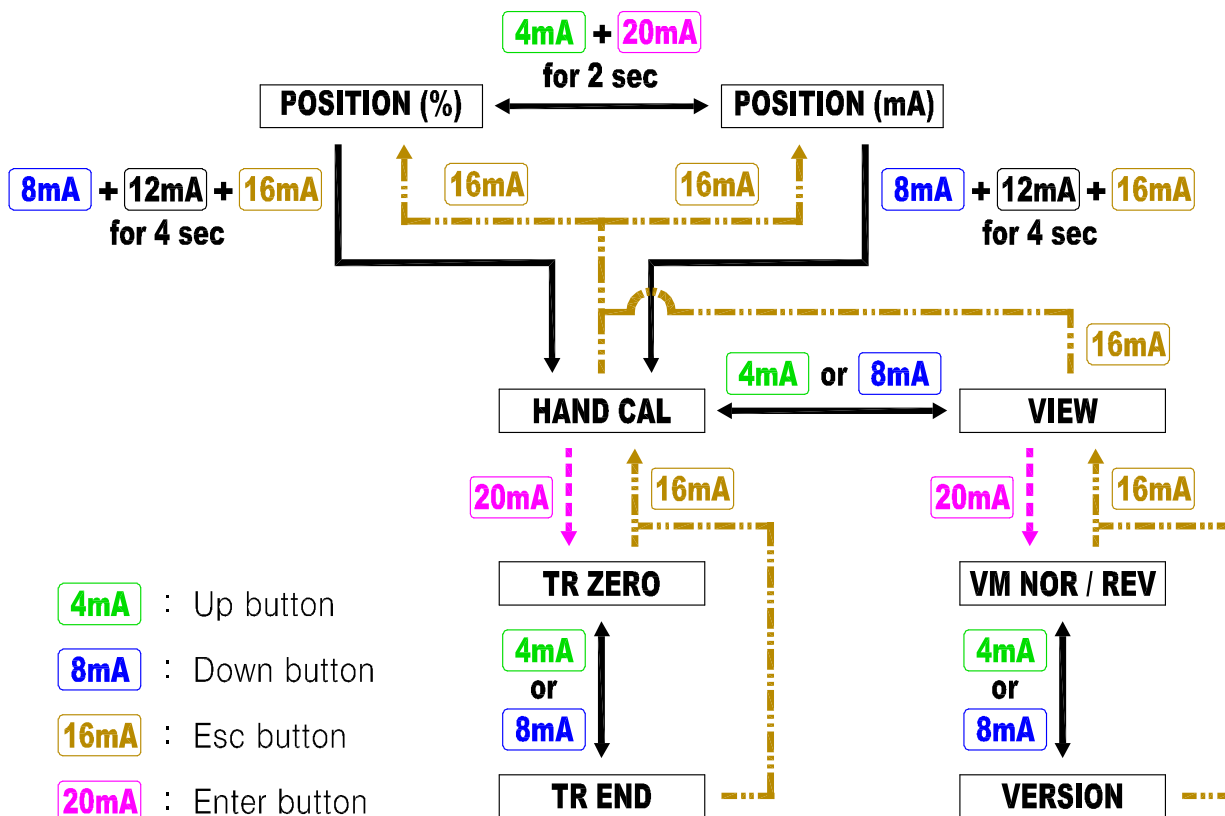 4mA + 20mA
for 2 sec
POSITION (%)
POSITION (mA)
8mA + 12mA + 16mA
for 4 sec
16mA
16mA
8mA + 12mA + 16mA
for 4 sec
16mA
4mA or 8mA
HAND CAL
VIEW
20mA
16mA
20mA
16mA
TR ZERO
VM NOR / REV
4mA
or
8mA
4mA
or
8mA
TR END
VERSION
4mA : Up button
8mA : Down button
16mA : Esc button
20mA : Enter button